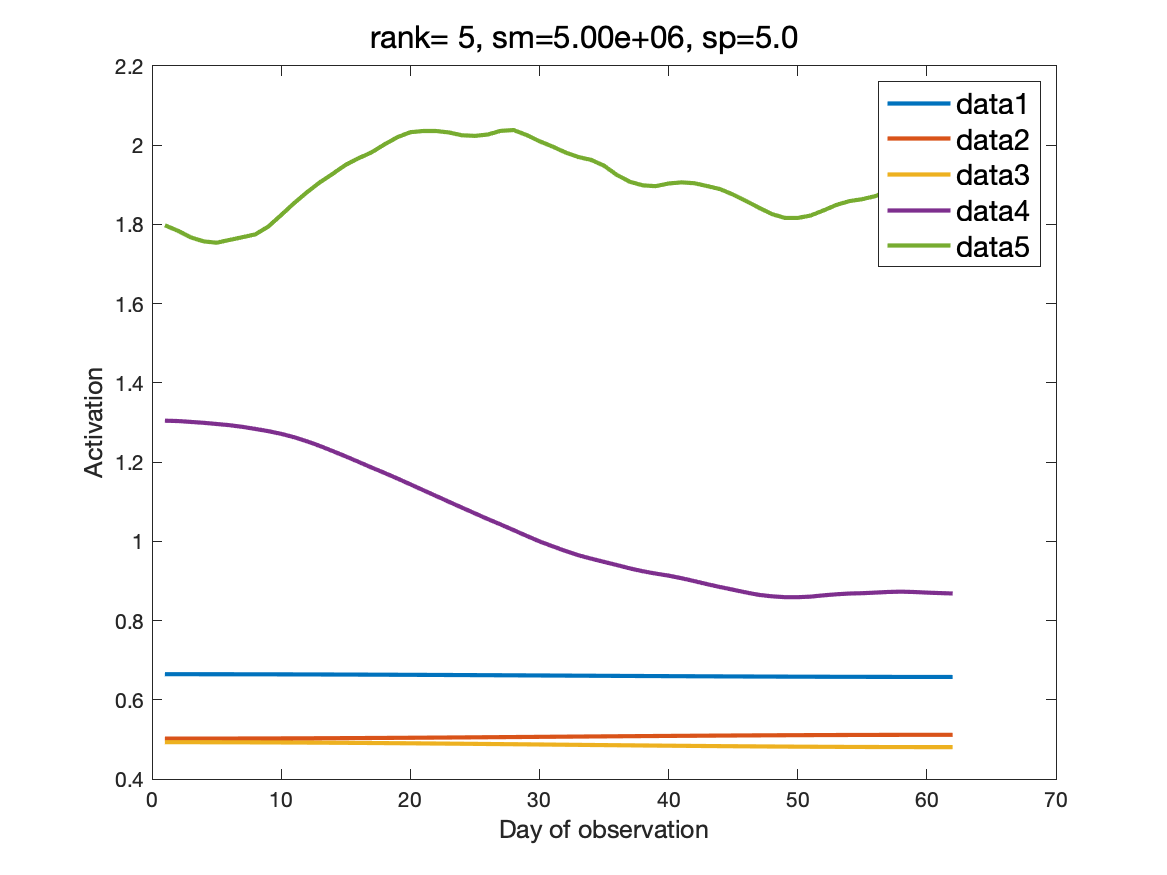 rank= 5, sm=5.00e+06, sp=5.0
2.2
2
1.8
1.6
1.4
1.2
1
0.8
0.6
0.4
Activation
data1
data2
data3
data4
data5
0 10 20 30 40 50 60 70
Day of observation